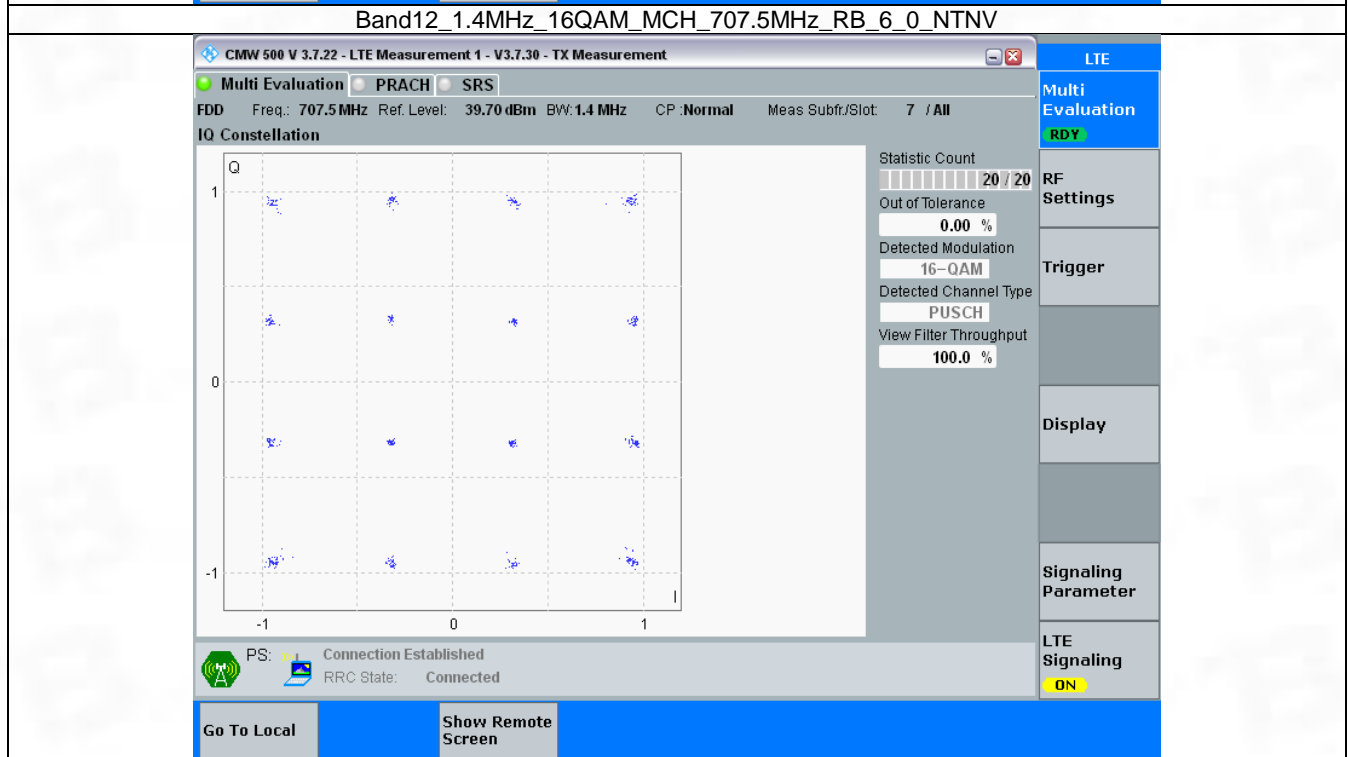 Band12_1.4MHz_16QAM_MCH_707.5MHz_RB_6_0_NTNV
CMW 500 V 3.7.22 - LTE Measurement 1 - V3.7.30 - TX Measurement
LTE
Multi Evaluation PRACH SRS
FDD Freq.: 707.5 MHz Ref. Level: 39.70 dBm BW: 1.4 MHz CP :Normal Meas Subfr./Slot: 7 / All
IQ Constellation
Q
1
0
-1
I
-1 0 1
Statistic Count
20 / 20
Out of Tolerance
0.00 %
Detected Modulation
16-QAM
Detected Channel Type
PUSCH
View Filter Throughput
100.0 %
Multi
Evaluation
RDY
RF
Settings
Trigger
Display
Signaling
Parameter
LTE
Signaling
ON
PS: Connection Established
RRC State: Connected
Go To Local
Show Remote
Screen